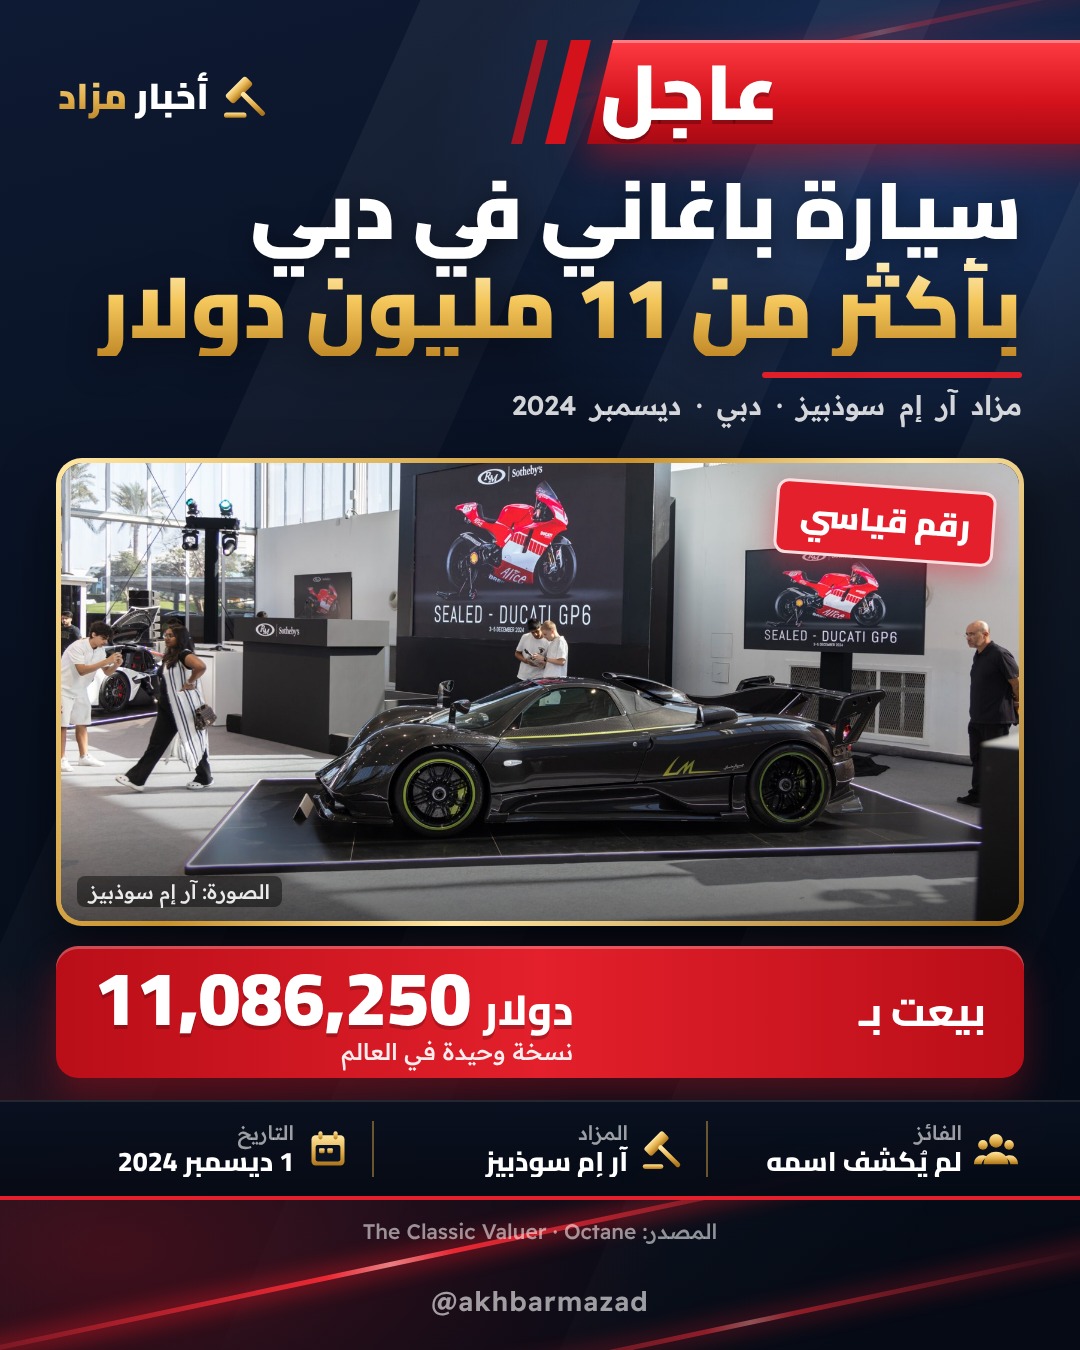 عاجل
أخبار مزاد
سيارة باغاني في دبي
بأكثر من 11 مليون دولار
مزاد آر إم سوذبيز · دبي · ديسمبر 2024
رقم قياسي
RM Sotheby's
Alice
SEALED - DUCATI GP6
SEALED - DUCATI GP6
RM Sotheby's
LM
الصورة: آر إم سوذبيز
بيعت بـ
11,086,250 دولار
نسخة وحيدة في العالم
الفائز
لم يُكشف اسمه
المزاد
آر إم سوذبيز
التاريخ
1 ديسمبر 2024
المصدر: The Classic Valuer · Octane
@akhbarmazad